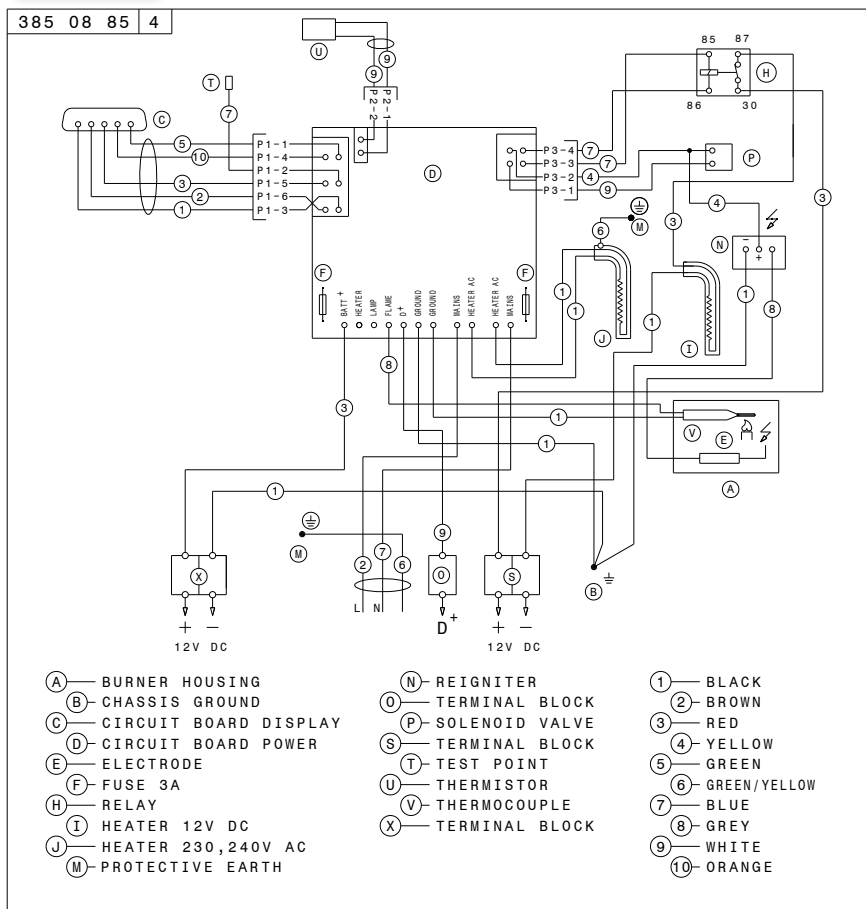 385 08 85 4
U
T
C
H
85 87
86 30
9 9
P2-2 P2-1
7
5 P1-1
10 P1-4
P1-2
3 P1-5
2 P1-6
1 P1-3
D
P3-4 7
P3-3 7
P3-2 4
P3-1 9
P
3 4 3
6 M
N
- +
F F
BATT +
HEATER
LAMP
FLAME
D+
GROUND
GROUND
MAINS
HEATER AC
HEATER AC
MAINS
1 1 J
1 I
1 8
8
3
1
1
V E
A
1
9
M
2 7 6
X
O
S
B
L N
D+
+ -
12V DC
+ -
12V DC
A BURNER HOUSING
B CHASSIS GROUND
C CIRCUIT BOARD DISPLAY
D CIRCUIT BOARD POWER
E ELECTRODE
F FUSE 3A
H RELAY
I HEATER 12V DC
J HEATER 230,240V AC
M PROTECTIVE EARTH
N REIGNITER
O TERMINAL BLOCK
P SOLENOID VALVE
S TERMINAL BLOCK
T TEST POINT
U THERMISTOR
V THERMOCOUPLE
X TERMINAL BLOCK
1 BLACK
2 BROWN
3 RED
4 YELLOW
5 GREEN
6 GREEN/YELLOW
7 BLUE
8 GREY
9 WHITE
10 ORANGE